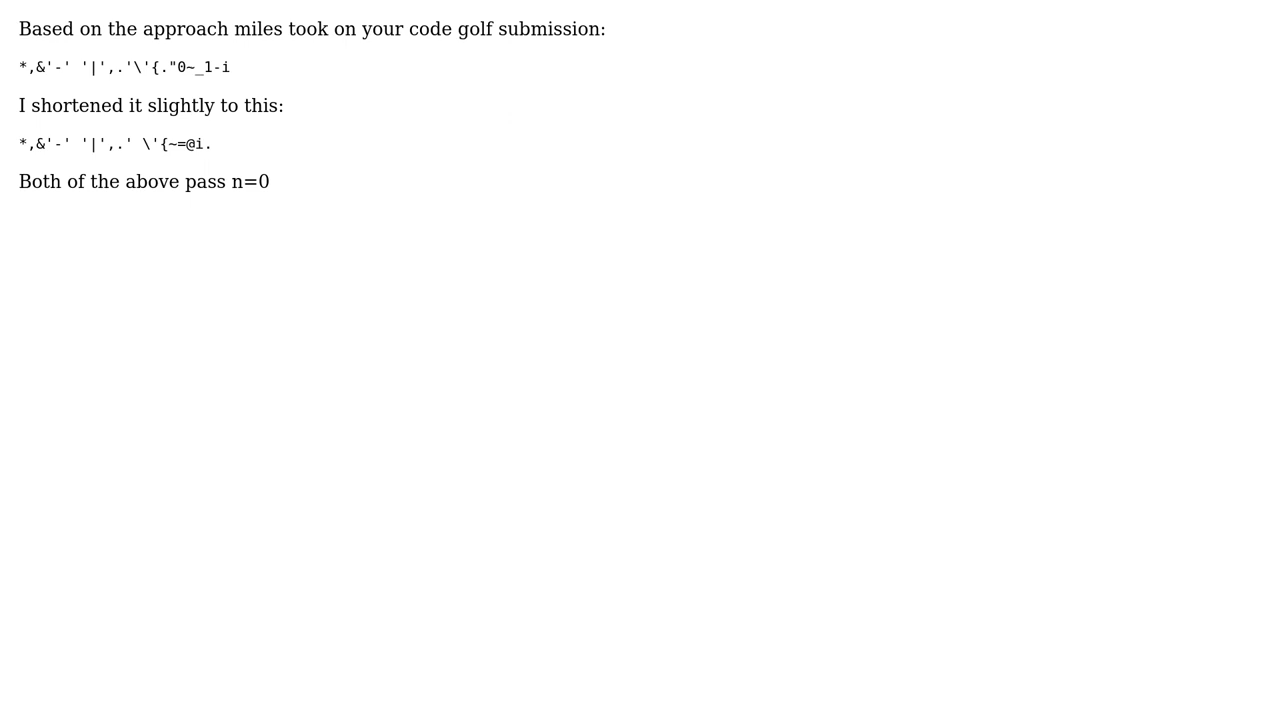 Based on the approach miles took on your code golf submission:
*,&'-' '|',.'\'{."0~_1-i
I shortened it slightly to this:
*,&'-' '|',.' \'{~=@i.
Both of the above pass n=0